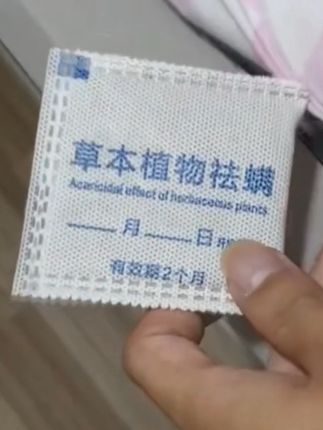 草本植物祛螨
Acaricidal effect of herbaceous plants
——月——日
有效期2个月